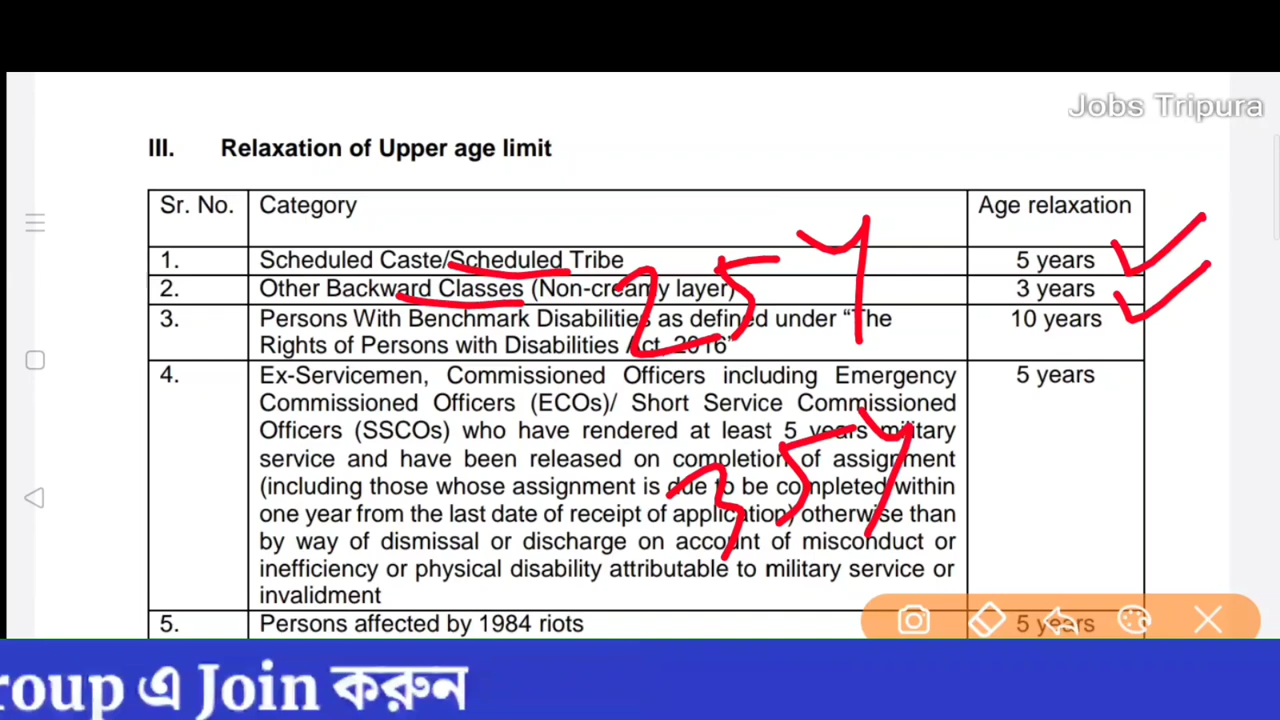 Jobs Tripura
III. Relaxation of Upper age limit
Sr. No. Category Age relaxation
1. Scheduled Caste/Scheduled Tribe 5 years
2. Other Backward Classes (Non-creamy layer) 3 years
3. Persons With Benchmark Disabilities as defined under “The 10 years
Rights of Persons with Disabilities Act, 2016”
4. Ex-Servicemen, Commissioned Officers including Emergency 5 years
Commissioned Officers (ECOs)/ Short Service Commissioned
Officers (SSCOs) who have rendered at least 5 years military
service and have been released on completion of assignment
(including those whose assignment is due to be completed within
one year from the last date of receipt of application) otherwise than
by way of dismissal or discharge on account of misconduct or
inefficiency or physical disability attributable to military service or
invalidment
5. Persons affected by 1984 riots 5 years
25 Y
35 Y
roup এ Join করুন